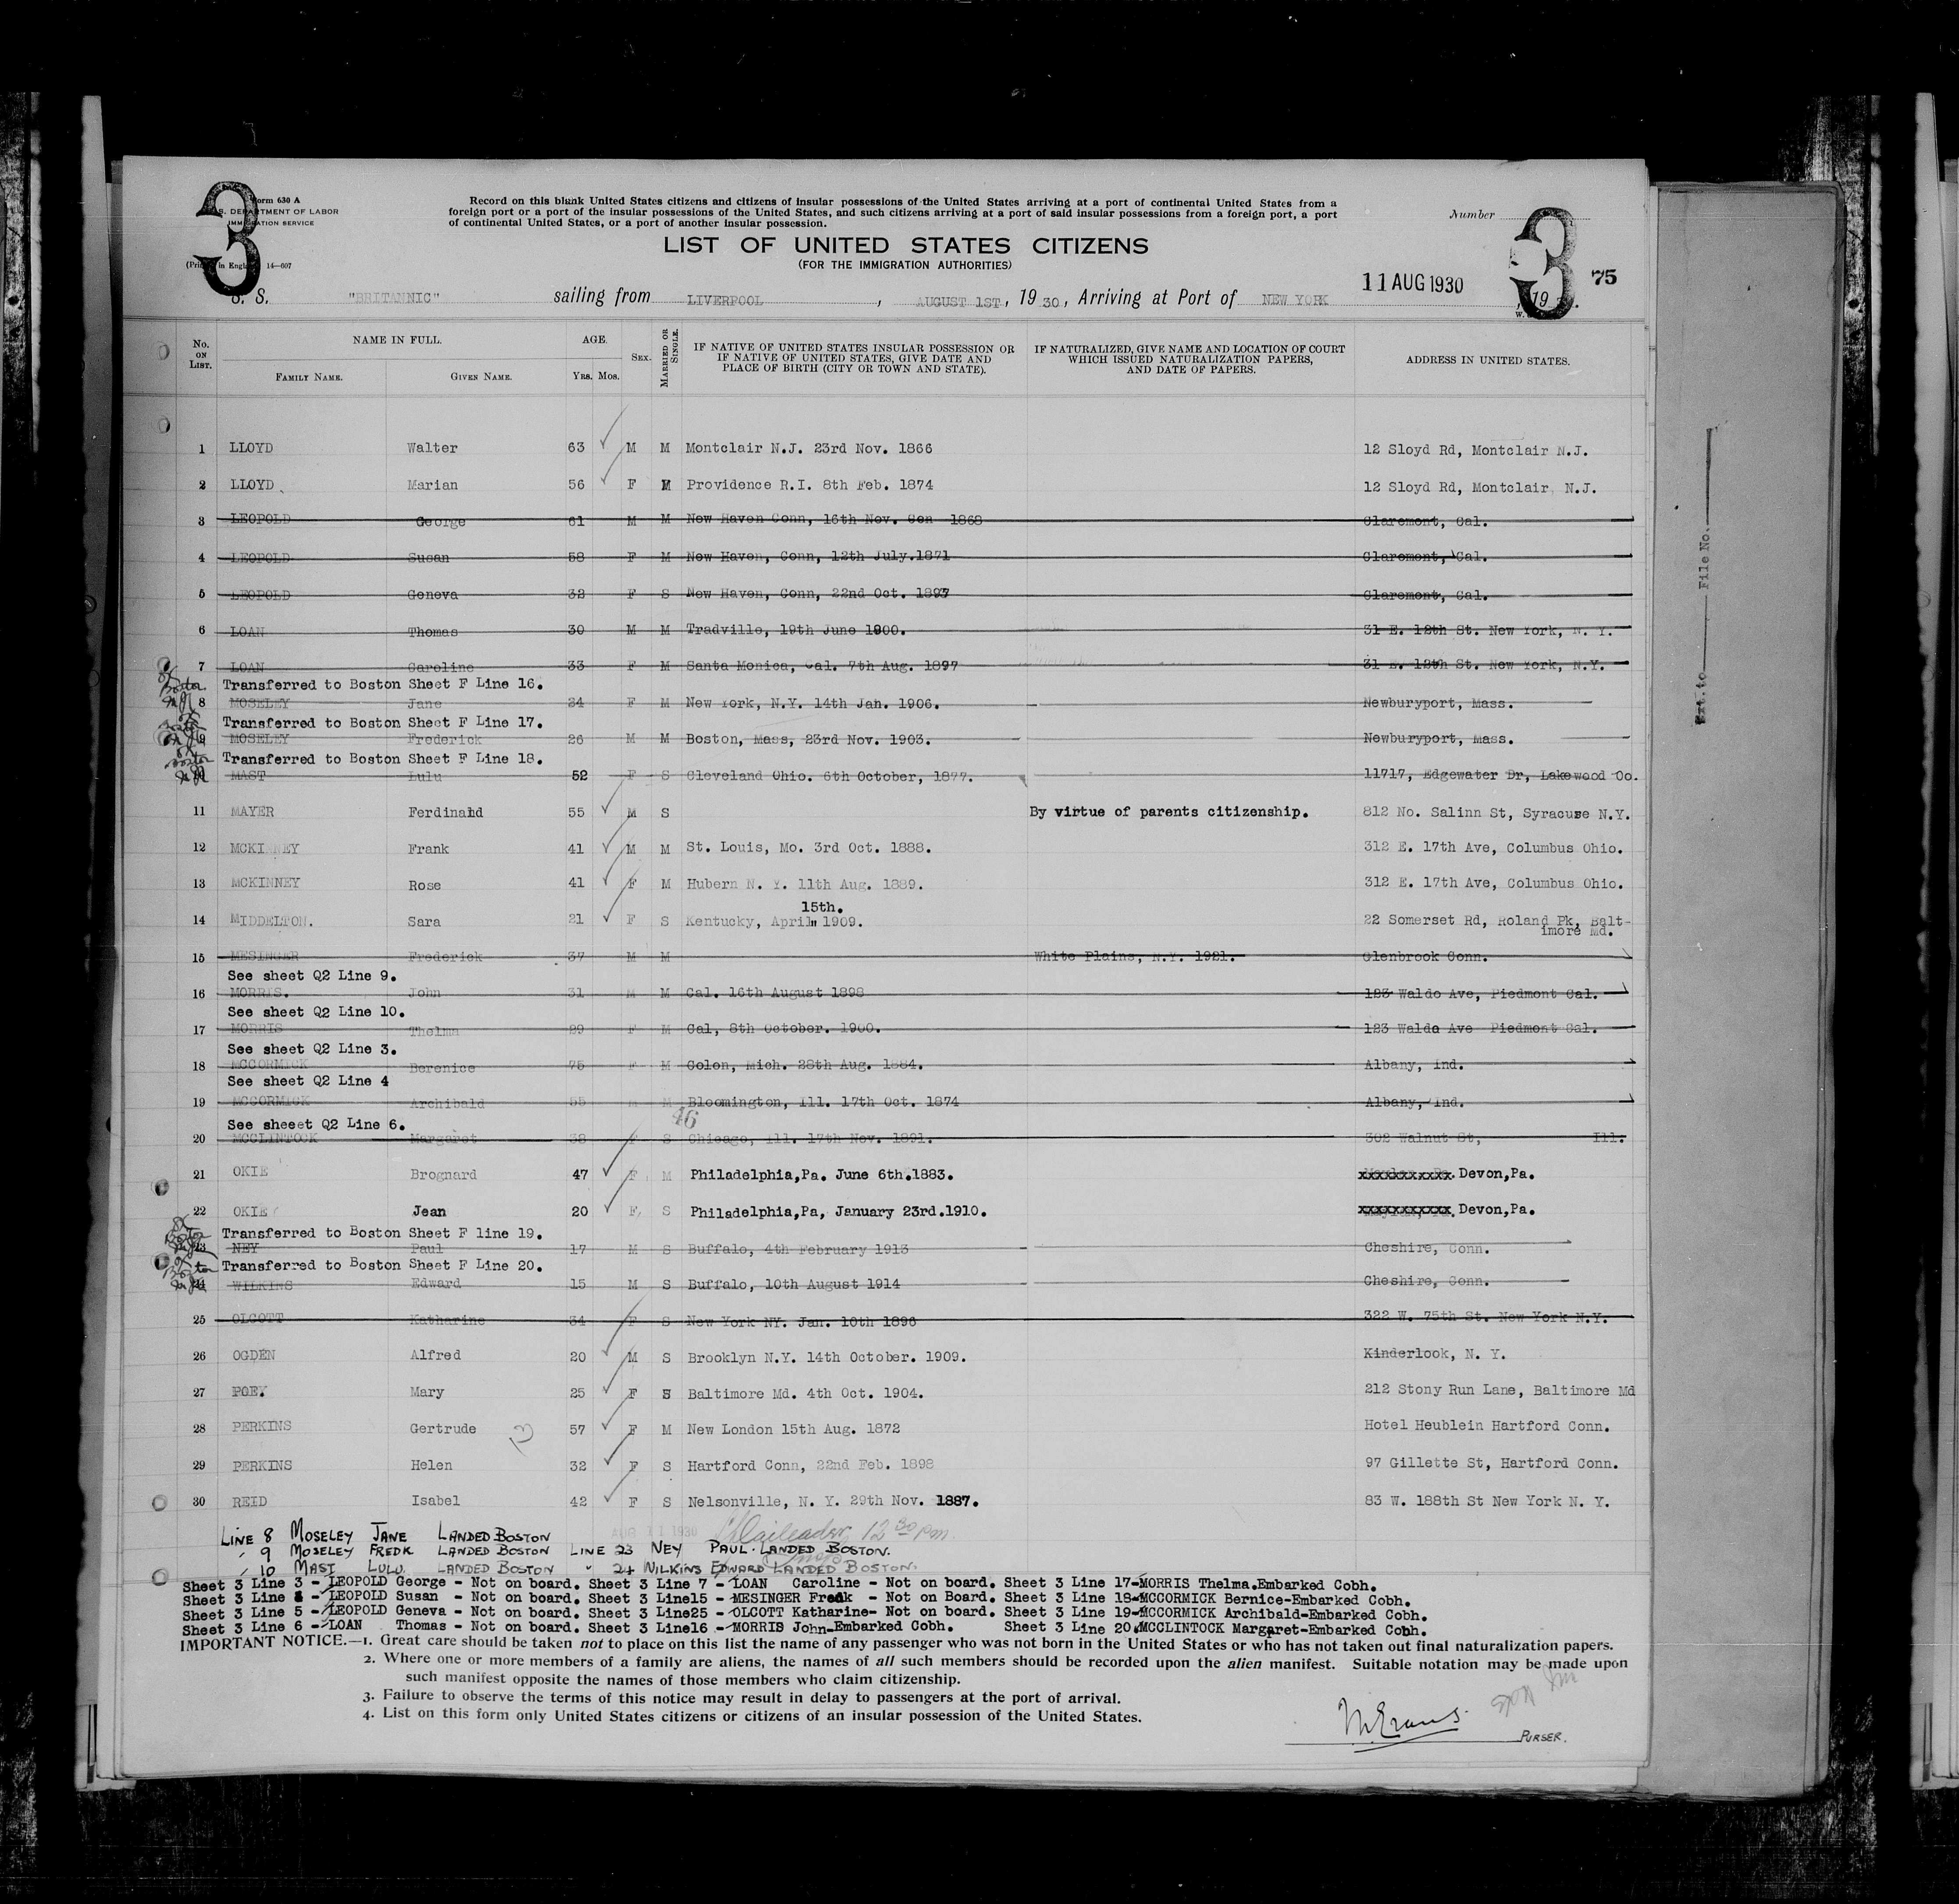 3
Form 630 A
U.S. DEPARTMENT OF LABOR
IMMIGRATION SERVICE
(Printed in England) 14—607
Record on this blank United States citizens and citizens of insular possessions of the United States arriving at a port of continental United States from a
foreign port or a port of the insular possessions of the United States, and such citizens arriving at a port of said insular possessions from a foreign port, a port
of continental United States, or a port of another insular possession.
Number
3
75
LIST OF UNITED STATES CITIZENS
(FOR THE IMMIGRATION AUTHORITIES)
S. S. "BRITANNIC" sailing from LIVERPOOL, AUGUST 1ST, 1930, Arriving at Port of NEW YORK 11 AUG 1930, 19
No. ON LIST. NAME IN FULL. FAMILY NAME. GIVEN NAME. AGE. Yrs. Mos. SEX. MARRIED OR SINGLE. IF NATIVE OF UNITED STATES INSULAR POSSESSION OR IF NATIVE OF UNITED STATES, GIVE DATE AND PLACE OF BIRTH (CITY OR TOWN AND STATE). IF NATURALIZED, GIVE NAME AND LOCATION OF COURT WHICH ISSUED NATURALIZATION PAPERS, AND DATE OF PAPERS. ADDRESS IN UNITED STATES.
1 LLOYD Walter 63 M M Montclair N.J. 23rd Nov. 1866 12 Sloyd Rd, Montclair N.J.
2 LLOYD Marian 56 F M Providence R.I. 8th Feb. 1874 12 Sloyd Rd, Montclair N.J.
3 LEOPOLD George 61 M M New Haven Conn, 16th Nov. 1868 Claremont, Cal.
4 LEOPOLD Susan 58 F M New Haven, Conn, 12th July.1871 Claremont, Cal.
5 LEOPOLD Geneva 32 F S New Haven, Conn, 22nd Oct. 1897 Claremont, Cal.
6 LOAN Thomas 30 M M Tradville, 19th June 1900. 31 E. 12th St. New York, N. Y.
7 LOAN Caroline 33 F M Santa Monica, Cal. 7th Aug. 1897 31 E. 12th St. New York, N.Y.
Transferred to Boston Sheet F Line 16.
8 MOSELEY Jane 24 F M New York, N.Y. 14th Jan. 1906. Newburyport, Mass.
Transferred to Boston Sheet F Line 17.
9 MOSELEY Frederick 26 M M Boston, Mass, 23rd Nov. 1903. Newburyport, Mass.
Transferred to Boston Sheet F Line 18.
10 MAST Lulu 52 F S Cleveland Ohio. 6th October, 1877. 11717, Edgewater Dr, Lakewood Oo.
11 MAYER Ferdinand 55 M S By virtue of parents citizenship. 812 No. Salinn St, Syracuse N.Y.
12 MCKINNEY Frank 41 M M St. Louis, Mo. 3rd Oct. 1888. 312 E. 17th Ave, Columbus Ohio.
13 MCKINNEY Rose 41 F M Hubern N. Y. 11th Aug. 1889. 312 E. 17th Ave, Columbus Ohio.
15th.
14 MIDDELTON. Sara 21 F S Kentucky, April" 1909. 22 Somerset Rd, Roland Pk, Balt-
imore Md.
15 MESINGER Frederick 37 M M White Plains, N.Y. 1921. Glenbrook Conn.
See sheet Q2 Line 9.
16 MORRIS. John 31 M M Cal. 16th August 1898 123 Waldo Ave, Piedmont Cal.
See sheet Q2 Line 10.
17 MORRIS Thelma 29 F M Cal, 8th October. 1900. 123 Walda Ave Piedmont Cal.
See sheet Q2 Line 3.
18 MCCORMICK Berenice 75 F M Colon, Mich. 28th Aug. 1884. Albany, Ind.
See sheet Q2 Line 4
19 MCCORMICK Archibald 55 M M Bloomington, Ill. 17th Oct. 1874 Albany, Ind.
See sheeet Q2 Line 6.
46
20 MCCLINTOCK Margaret 38 F S Chicago, Ill. 17th Nov. 1891. 302 Walnut St, Ill.
21 OKIE Brognard 47 F M Philadelphia,Pa. June 6th.1883. xxxxxxxxxxx. Devon,Pa.
22 OKIE Jean 20 F S Philadelphia,Pa, January 23rd.1910. xxxxxxxxxxx. Devon,Pa.
Transferred to Boston Sheet F line 19.
23 NEY Paul 17 M S Buffalo, 4th February 1913 Cheshire, Conn.
Transferred to Boston Sheet F Line 20.
24 WILKINS Edward 15 M S Buffalo, 10th August 1914 Cheshire, Conn.
25 OLCOTT Katharine 34 F S New York NY. Jan. 10th 1896 322 W. 75th St. New York N.Y.
26 OGDEN Alfred 20 M S Brooklyn N.Y. 14th October. 1909. Kinderlook, N. Y.
27 POE. Mary 25 F S Baltimore Md. 4th Oct. 1904. 212 Stony Run Lane, Baltimore Md
28 PERKINS Gertrude 57 F M New London 15th Aug. 1872 Hotel Heublein Hartford Conn.
29 PERKINS Helen 32 F S Hartford Conn, 22nd Feb. 1898 97 Gillette St, Hartford Conn.
30 REID Isabel 42 F S Nelsonville, N. Y. 29th Nov. 1887. 83 W. 188th St New York N. Y.
AUG 11 1930 12 30 pm.
LINE 8 MOSELEY JANE LANDED BOSTON
" 9 MOSELEY FREDK LANDED BOSTON LINE 23 NEY PAUL. LANDED BOSTON.
" 10 MAST LULU LANDED BOSTON " 24 WILKINS EDWARD LANDED BOSTON.
Sheet 3 Line 3 - LEOPOLD George - Not on board. Sheet 3 Line 7 - LOAN Caroline - Not on board. Sheet 3 Line 17-MORRIS Thelma.Embarked Cobh.
Sheet 3 Line 4 - LEOPOLD Susan - Not on board. Sheet 3 Line15 - MESINGER Fredk - Not on Board. Sheet 3 Line 18-MCCORMICK Bernice-Embarked Cobh.
Sheet 3 Line 5 - LEOPOLD Geneva - Not on board. Sheet 3 Line25 - OLCOTT Katharine- Not on board. Sheet 3 Line 19-MCCORMICK Archibald-Embarked Cobh.
Sheet 3 Line 6 - LOAN Thomas - Not on board. Sheet 3 Line16 - MORRIS John-Embarked Cobh. Sheet 3 Line 20 MCCLINTOCK Margaret-Embarked Cobh.
IMPORTANT NOTICE.—1. Great care should be taken not to place on this list the name of any passenger who was not born in the United States or who has not taken out final naturalization papers.
2. Where one or more members of a family are aliens, the names of all such members should be recorded upon the alien manifest. Suitable notation may be made upon
such manifest opposite the names of those members who claim citizenship.
3. Failure to observe the terms of this notice may result in delay to passengers at the port of arrival.
4. List on this form only United States citizens or citizens of an insular possession of the United States.
M Evans
PURSER.
Ext. to File No.